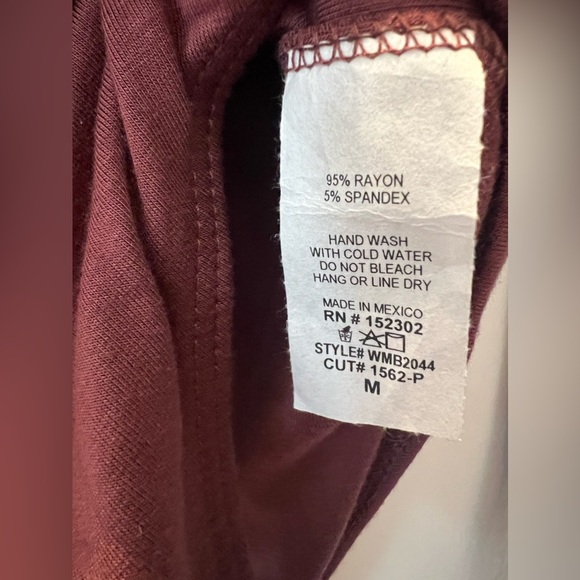 95% RAYON
5% SPANDEX
HAND WASH
WITH COLD WATER
DO NOT BLEACH
HANG OR LINE DRY
MADE IN MEXICO
RN # 152302
STYLE# WMB2044
CUT# 1562-P
M